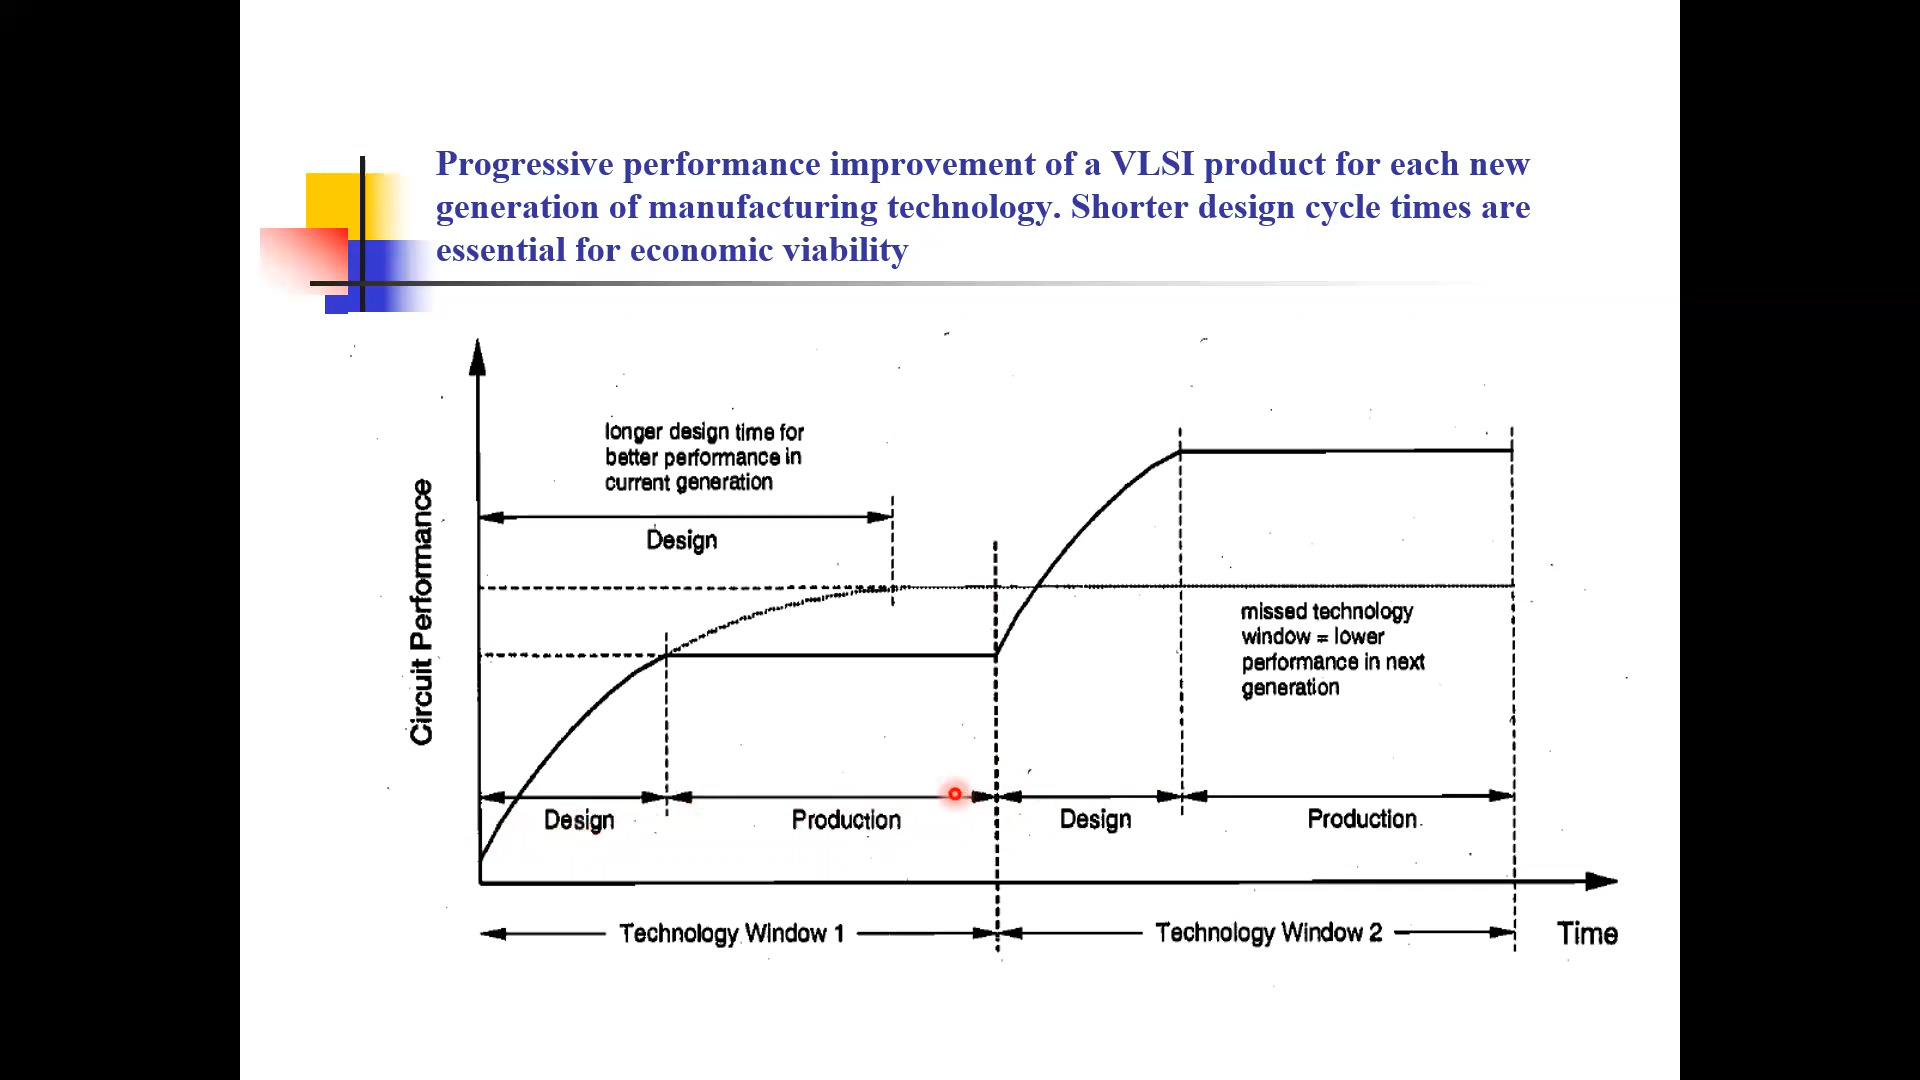 Progressive performance improvement of a VLSI product for each new
generation of manufacturing technology. Shorter design cycle times are
essential for economic viability
longer design time for
better performance in
current generation
Design
Circuit Performance
missed technology
window = lower
performance in next
generation
Design
Production
Design
Production
Technology Window 1
Technology Window 2
Time